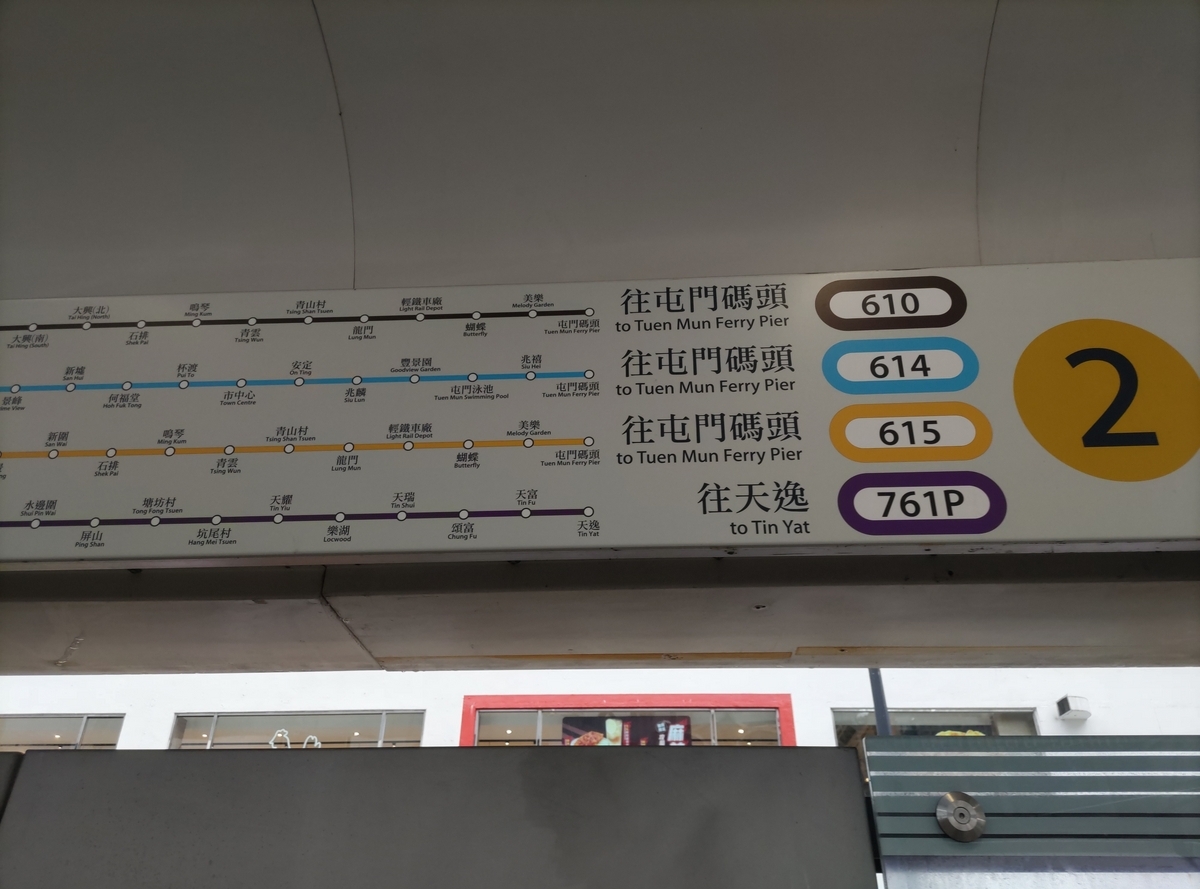 大興(南)
Tai Hing (South)
大興(北)
Tai Hing (North)
石排
Shek Pai
鳴琴
Ming Kum
青雲
Tsing Wun
青山村
Tsing Shan Tsuen
龍門
Lung Mun
輕鐵車廠
Light Rail Depot
蝴蝶
Butterfly
美樂
Melody Garden
屯門碼頭
Tuen Mun Ferry Pier
往屯門碼頭
to Tuen Mun Ferry Pier
610
景峰
新墟
San Hui
何福堂
Hoh Fuk Tong
杯渡
Pui To
市中心
Town Centre
安定
On Ting
兆麟
Siu Lun
豐景園
Goodview Garden
屯門泳池
Tuen Mun Swimming Pool
兆禧
Siu Hei
屯門碼頭
Tuen Mun Ferry Pier
往屯門碼頭
to Tuen Mun Ferry Pier
614
新圍
San Wai
石排
Shek Pai
鳴琴
Ming Kum
青雲
Tsing Wun
青山村
Tsing Shan Tsuen
龍門
Lung Mun
輕鐵車廠
Light Rail Depot
蝴蝶
Butterfly
美樂
Melody Garden
屯門碼頭
Tuen Mun Ferry Pier
往屯門碼頭
to Tuen Mun Ferry Pier
615
水邊圍
Shui Pin Wai
屏山
Ping Shan
塘坊村
Tong Fong Tsuen
坑尾村
Hang Mei Tsuen
天耀
Tin Yiu
樂湖
Locwood
天瑞
Tin Shui
頌富
Chung Fu
天富
Tin Fu
天逸
Tin Yat
往天逸
to Tin Yat
761P
2